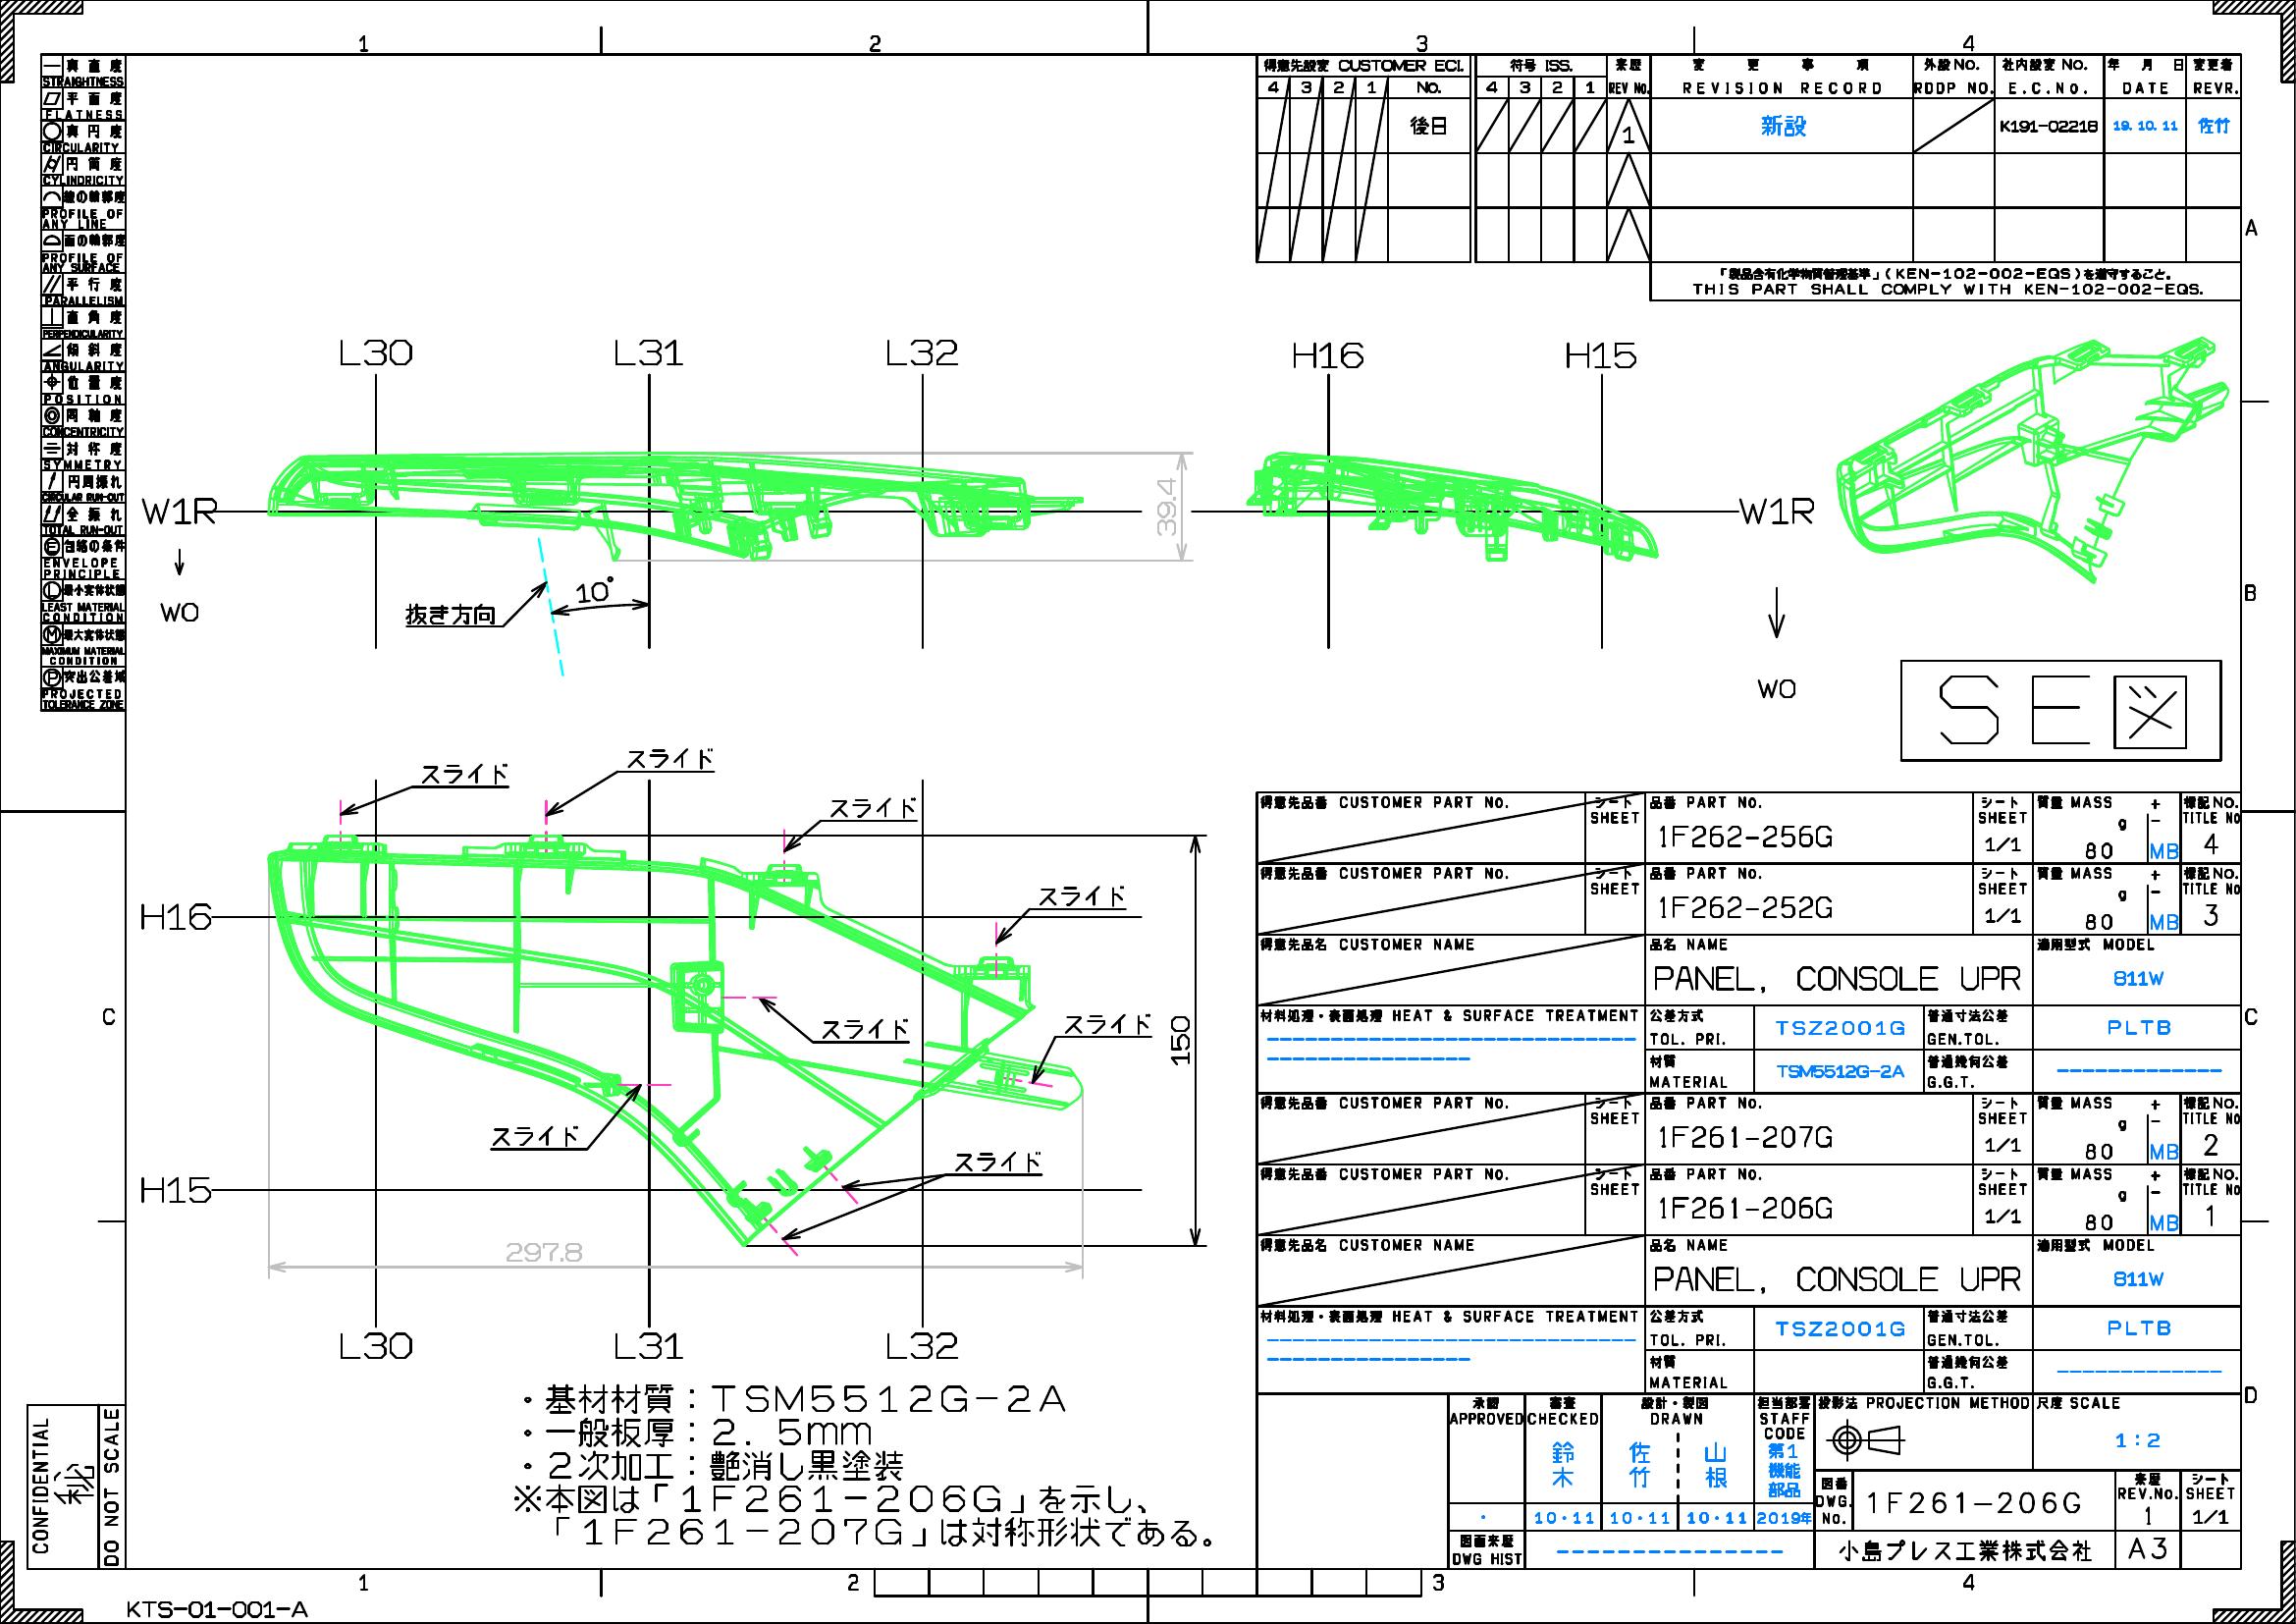 1 2 3 4
真直度
STRAIGHTNESS
平面度
FLATNESS
真円度
CIRCULARITY
円筒度
CYLINDRICITY
線の輪郭度
PROFILE OF
ANY LINE
面の輪郭度
PROFILE OF
ANY SURFACE
平行度
PARALLELISM
直角度
PERPENDICULARITY
傾斜度
ANGULARITY
位置度
POSITION
同軸度
CONCENTRICITY
対称度
SYMMETRY
円周振れ
CIRCULAR RUN-OUT
全振れ
TOTAL RUN-OUT
E 包絡の条件
ENVELOPE
PRINCIPLE
L 最小実体状態
LEAST MATERIAL
CONDITION
M 最大実体状態
MAXIMUM MATERIAL
CONDITION
P 突出公差域
PROJECTED
TOLERANCE ZONE
得意先設変 CUSTOMER ECI. 符号 ISS. 来歴 変更事項 外設NO. 社内設変 NO. 年月日 変更者
4 3 2 1 NO. 4 3 2 1 REV NO. REVISION RECORD RDDP NO. E.C.No. DATE REVR.
後日 1 新設 K191-02218 19.10.11 佐竹
「製品含有化学物質管理基準」(KEN-102-002-EQS)を遵守すること。
THIS PART SHALL COMPLY WITH KEN-102-002-EQS.
A
L30 L31 L32 H16 H15
W1R 39.4 W1R
WO 抜き方向 10° WO
B
SE図
スライド
スライド
スライド
スライド
スライド
スライド
スライド
スライド
H16
H15
150
297.8
L30 L31 L32
C
・基材材質：TSM5512G-2A
・一般板厚：2.5mm
・2次加工：艶消し黒塗装
※本図は「1F261-206G」を示し、
「1F261-207G」は対称形状である。
得意先品番 CUSTOMER PART No. シート SHEET 品番 PART No. シート SHEET 質量 MASS + 標記NO. TITLE No
1F262-256G 1/1 g 80 - MB 4
得意先品番 CUSTOMER PART No. シート SHEET 品番 PART No. シート SHEET 質量 MASS + 標記NO. TITLE No
1F262-252G 1/1 g 80 - MB 3
得意先品名 CUSTOMER NAME 品名 NAME 適用型式 MODEL
PANEL, CONSOLE UPR 811W
材料処理・表面処理 HEAT & SURFACE TREATMENT 公差方式 TOL. PRI. TSZ2001G 普通寸法公差 GEN.TOL. PLTB
材質 MATERIAL TSM5512G-2A 普通幾何公差 G.G.T.
得意先品番 CUSTOMER PART No. シート SHEET 品番 PART No. シート SHEET 質量 MASS + 標記NO. TITLE No
1F261-207G 1/1 g 80 - MB 2
得意先品番 CUSTOMER PART No. シート SHEET 品番 PART No. シート SHEET 質量 MASS + 標記NO. TITLE No
1F261-206G 1/1 g 80 - MB 1
得意先品名 CUSTOMER NAME 品名 NAME 適用型式 MODEL
PANEL, CONSOLE UPR 811W
材料処理・表面処理 HEAT & SURFACE TREATMENT 公差方式 TOL. PRI. TSZ2001G 普通寸法公差 GEN.TOL. PLTB
材質 MATERIAL 普通幾何公差 G.G.T.
C
D
承認 APPROVED 審査 CHECKED 設計・製図 DRAWN 担当部署 STAFF CODE 投影法 PROJECTION METHOD 尺度 SCALE
鈴木 佐竹 山根 第1機能部品 1:2
・ 10・11 10・11 10・11 2019年
図番 DWG. No. 1F261-206G 来歴 REV.No. 1 シート SHEET 1/1
図面来歴 DWG HIST 小島プレス工業株式会社 A3
CONFIDENTIAL 秘
DO NOT SCALE
1 2 3 4
KTS-01-001-A